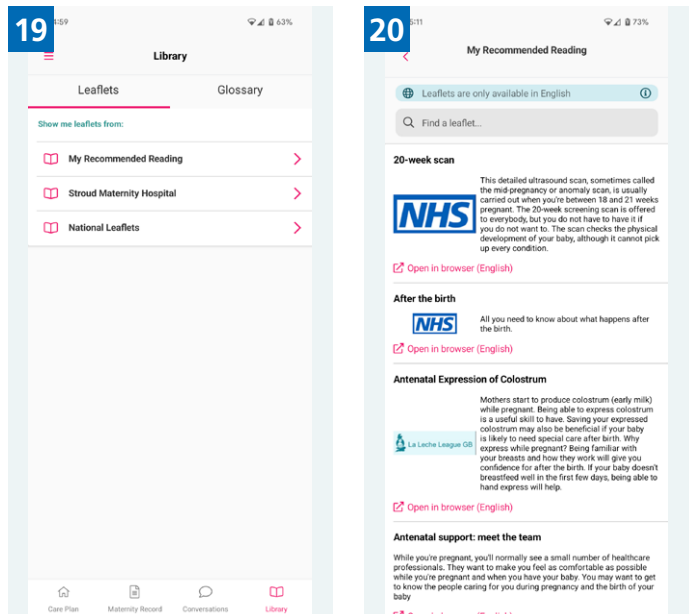 19
:59
63%
Library
Leaflets
Glossary
Show me leaflets from:
My Recommended Reading
Stroud Maternity Hospital
National Leaflets
Care Plan
Maternity Record
Conversations
Library
20
5:11
73%
My Recommended Reading
Leaflets are only available in English
Find a leaflet...
20-week scan
NHS
This detailed ultrasound scan, sometimes called
the mid-pregnancy or anomaly scan, is usually
carried out when you're between 18 and 21 weeks
pregnant. The 20-week screening scan is offered
to everybody, but you do not have to have it if
you do not want to. The scan checks the physical
development of your baby, although it cannot pick
up every condition.
Open in browser (English)
After the birth
NHS
All you need to know about what happens after
the birth.
Open in browser (English)
Antenatal Expression of Colostrum
La Leche League GB
Mothers start to produce colostrum (early milk)
while pregnant. Being able to express colostrum
is a useful skill to have. Saving your expressed
colostrum may also be beneficial if your baby
is likely to need special care after birth. Why
express while pregnant? Being familiar with
your breasts and how they work will give you
confidence for after the birth. If your baby doesn't
breastfeed well in the first few days, being able to
hand express will help.
Open in browser (English)
Antenatal support: meet the team
While you're pregnant, you'll normally see a small number of healthcare
professionals. They want to make you feel as comfortable as possible
while you're pregnant and when you have your baby. You may want to get
to know the people caring for you during pregnancy and the birth of your
baby